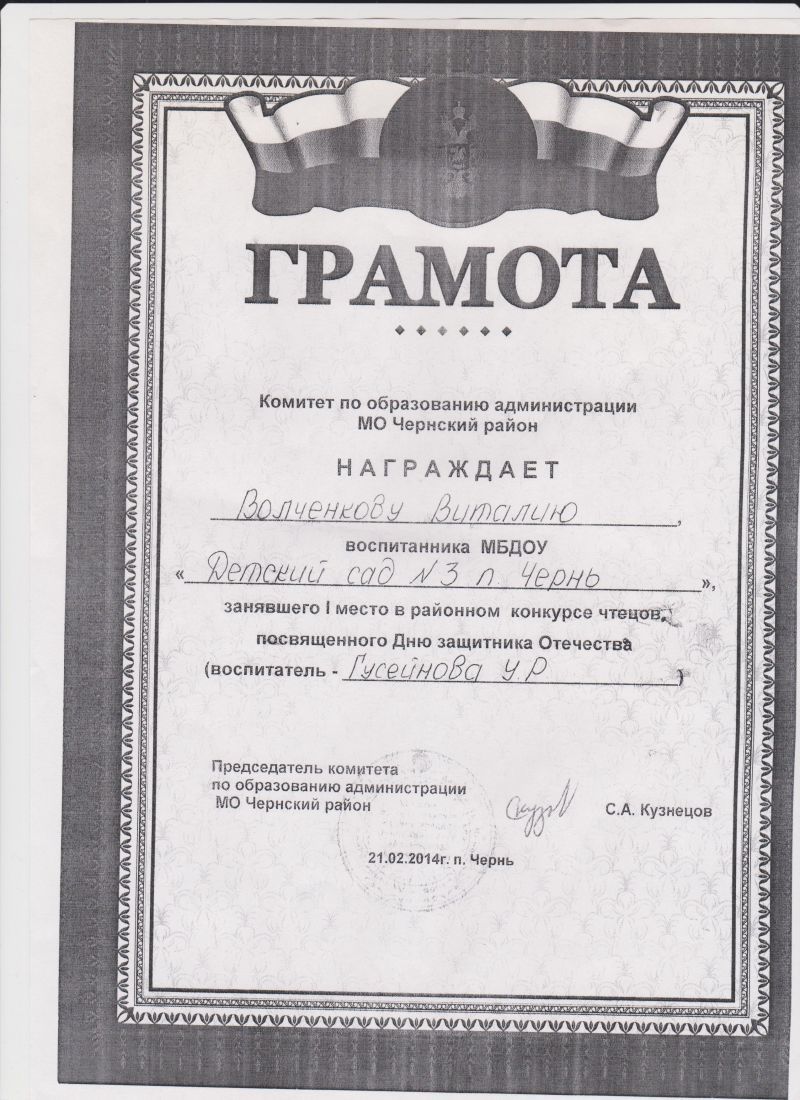 ГРАМОТА
Комитет по образованию администрации
МО Чернский район
НАГРАЖДАЕТ
Волченкову Виталию,
воспитанника МБДОУ
«Детский сад N3 п. Чернь»,
занявшего I место в районном конкурсе чтецов,
посвященного Дню защитника Отечества
(воспитатель - Гусейнова У.Р)
Председатель комитета
по образованию администрации
МО Чернский район
С.А. Кузнецов
21.02.2014г. п. Чернь